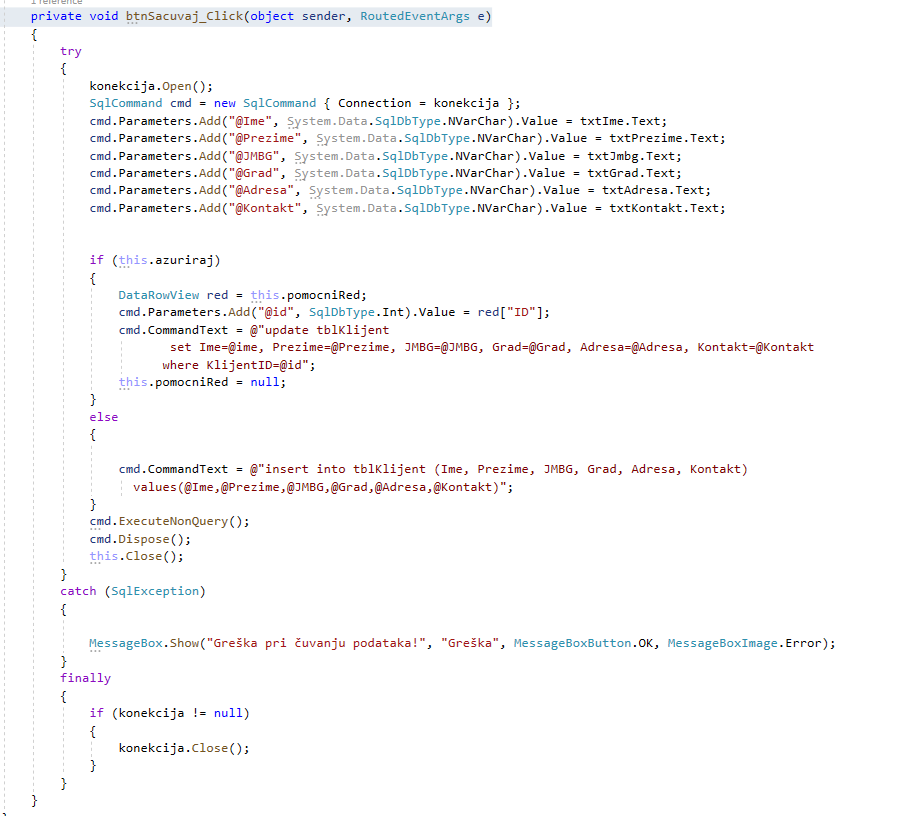 1 reference
private void btnSacuvaj_Click(object sender, RoutedEventArgs e)
{
try
{
konekcija.Open();
SqlCommand cmd = new SqlCommand { Connection = konekcija };
cmd.Parameters.Add("@Ime", System.Data.SqlDbType.NVarChar).Value = txtIme.Text;
cmd.Parameters.Add("@Prezime", System.Data.SqlDbType.NVarChar).Value = txtPrezime.Text;
cmd.Parameters.Add("@JMBG", System.Data.SqlDbType.NVarChar).Value = txtJmbg.Text;
cmd.Parameters.Add("@Grad", System.Data.SqlDbType.NVarChar).Value = txtGrad.Text;
cmd.Parameters.Add("@Adresa", System.Data.SqlDbType.NVarChar).Value = txtAdresa.Text;
cmd.Parameters.Add("@Kontakt", System.Data.SqlDbType.NVarChar).Value = txtKontakt.Text;
if (this.azuriraj)
{
DataRowView red = this.pomocniRed;
cmd.Parameters.Add("@id", SqlDbType.Int).Value = red["ID"];
cmd.CommandText = @"update tblKlijent
set Ime=@ime, Prezime=@Prezime, JMBG=@JMBG, Grad=@Grad, Adresa=@Adresa, Kontakt=@Kontakt
where KlijentID=@id";
this.pomocniRed = null;
}
else
{
cmd.CommandText = @"insert into tblKlijent (Ime, Prezime, JMBG, Grad, Adresa, Kontakt)
values(@Ime,@Prezime,@JMBG,@Grad,@Adresa,@Kontakt)";
}
cmd.ExecuteNonQuery();
cmd.Dispose();
this.Close();
}
catch (SqlException)
{
MessageBox.Show("Greška pri čuvanju podataka!", "Greška", MessageBoxButton.OK, MessageBoxImage.Error);
}
finally
{
if (konekcija != null)
{
konekcija.Close();
}
}
}